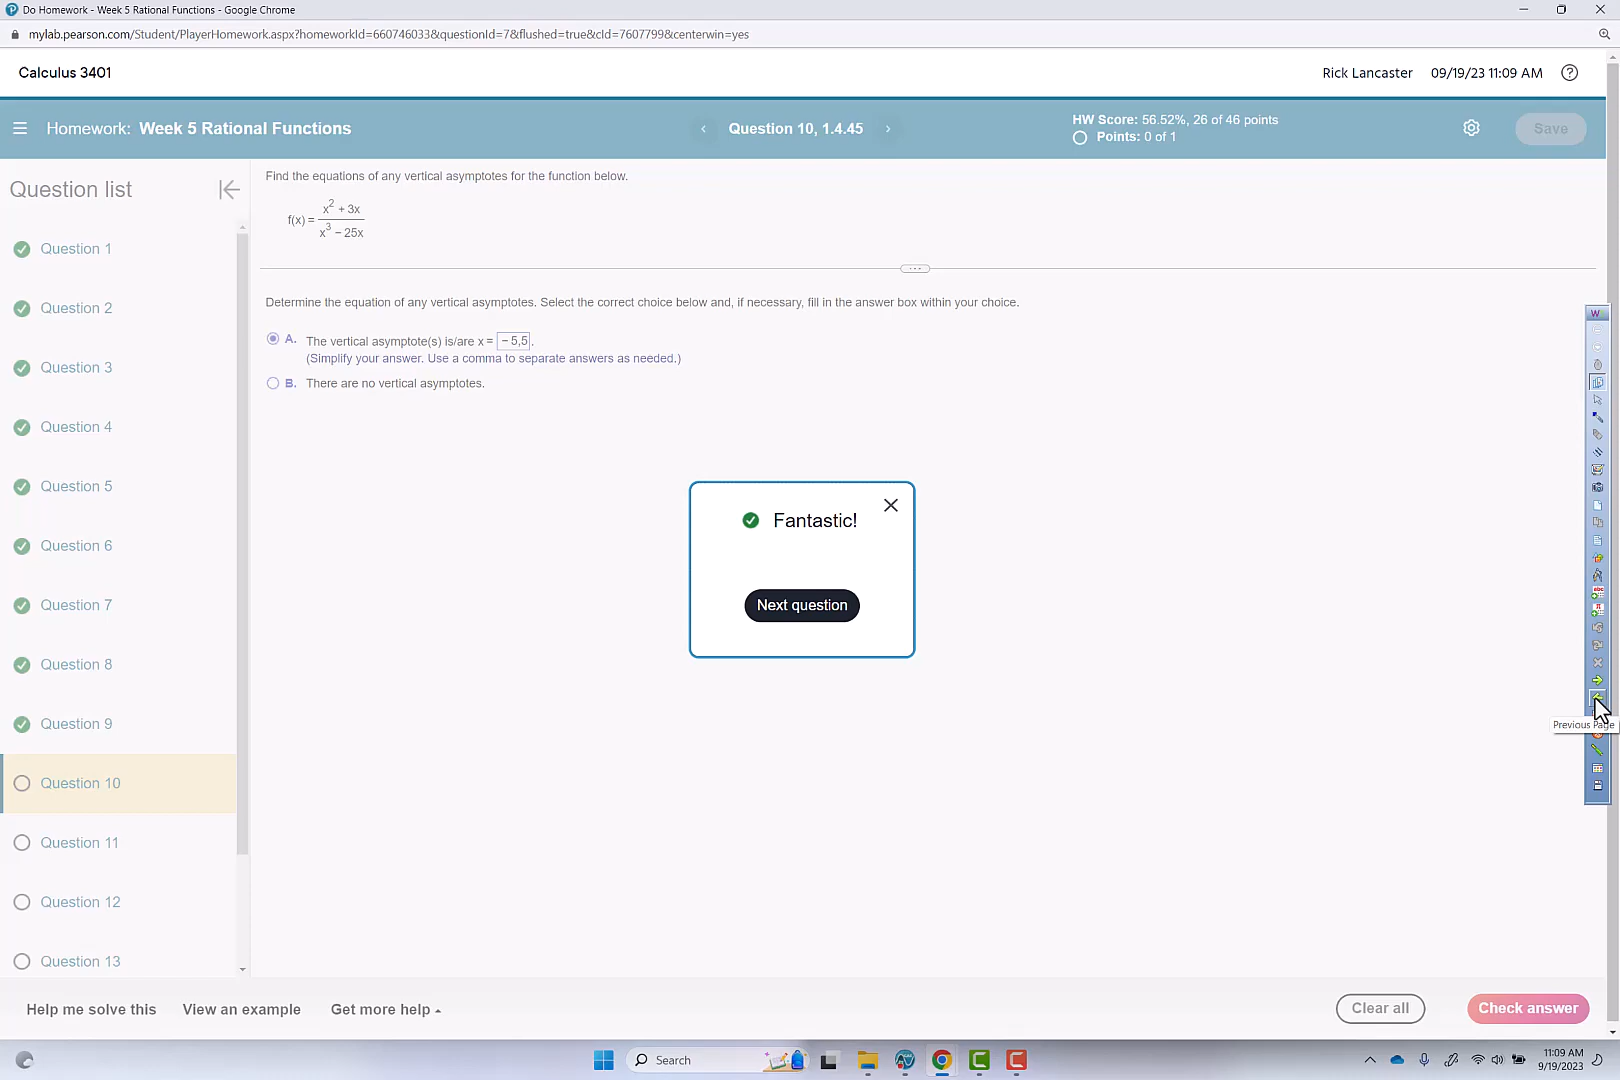 Do Homework - Week 5 Rational Functions - Google Chrome
mylab.pearson.com/Student/PlayerHomework.aspx?homeworkId=660746033&questionId=7&flushed=true&cId=7607799&centerwin=yes
Calculus 3401
Rick Lancaster 09/19/23 11:09 AM
Homework: Week 5 Rational Functions
Question 10, 1.4.45
HW Score: 56.52%, 26 of 46 points
Points: 0 of 1
Save
Question list
Question 1
Question 2
Question 3
Question 4
Question 5
Question 6
Question 7
Question 8
Question 9
Question 10
Question 11
Question 12
Question 13
Find the equations of any vertical asymptotes for the function below.
x² + 3x
f(x) =
x³ − 25x
Determine the equation of any vertical asymptotes. Select the correct choice below and, if necessary, fill in the answer box within your choice.
A. The vertical asymptote(s) is/are x = − 5,5.
(Simplify your answer. Use a comma to separate answers as needed.)
B. There are no vertical asymptotes.
Fantastic!
Next question
W
abc
π
Previous Page
Help me solve this View an example Get more help
Clear all
Check answer
Search
11:09 AM
9/19/2023